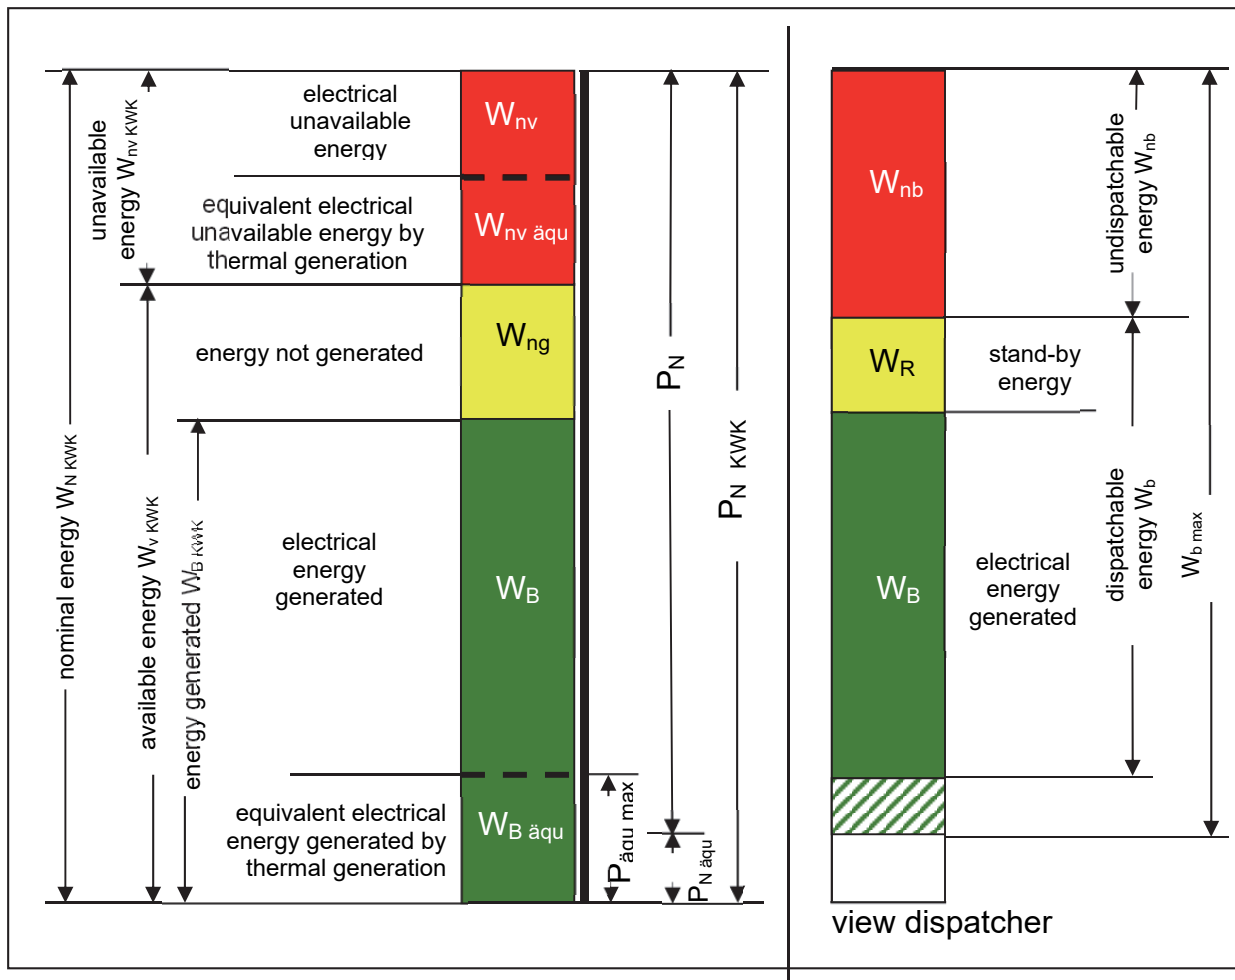 nominal energy W_N KWK
unavailable
energy W_nv KWK
available energy W_v KWK
energy generated W_B KWK
electrical
unavailable
energy
equivalent electrical
unavailable energy by
thermal generation
energy not generated
electrical
energy
generated
equivalent electrical
energy generated by
thermal generation
W_nv
W_nv äqu
W_ng
W_B
W_B äqu
P_äqu max
P_N
P_N äqu
P_N KWK
W_nb
W_R
W_B
stand-by
energy
electrical
energy
generated
undispatchable
energy W_nb
dispatchable
energy W_b
W_b max
view dispatcher